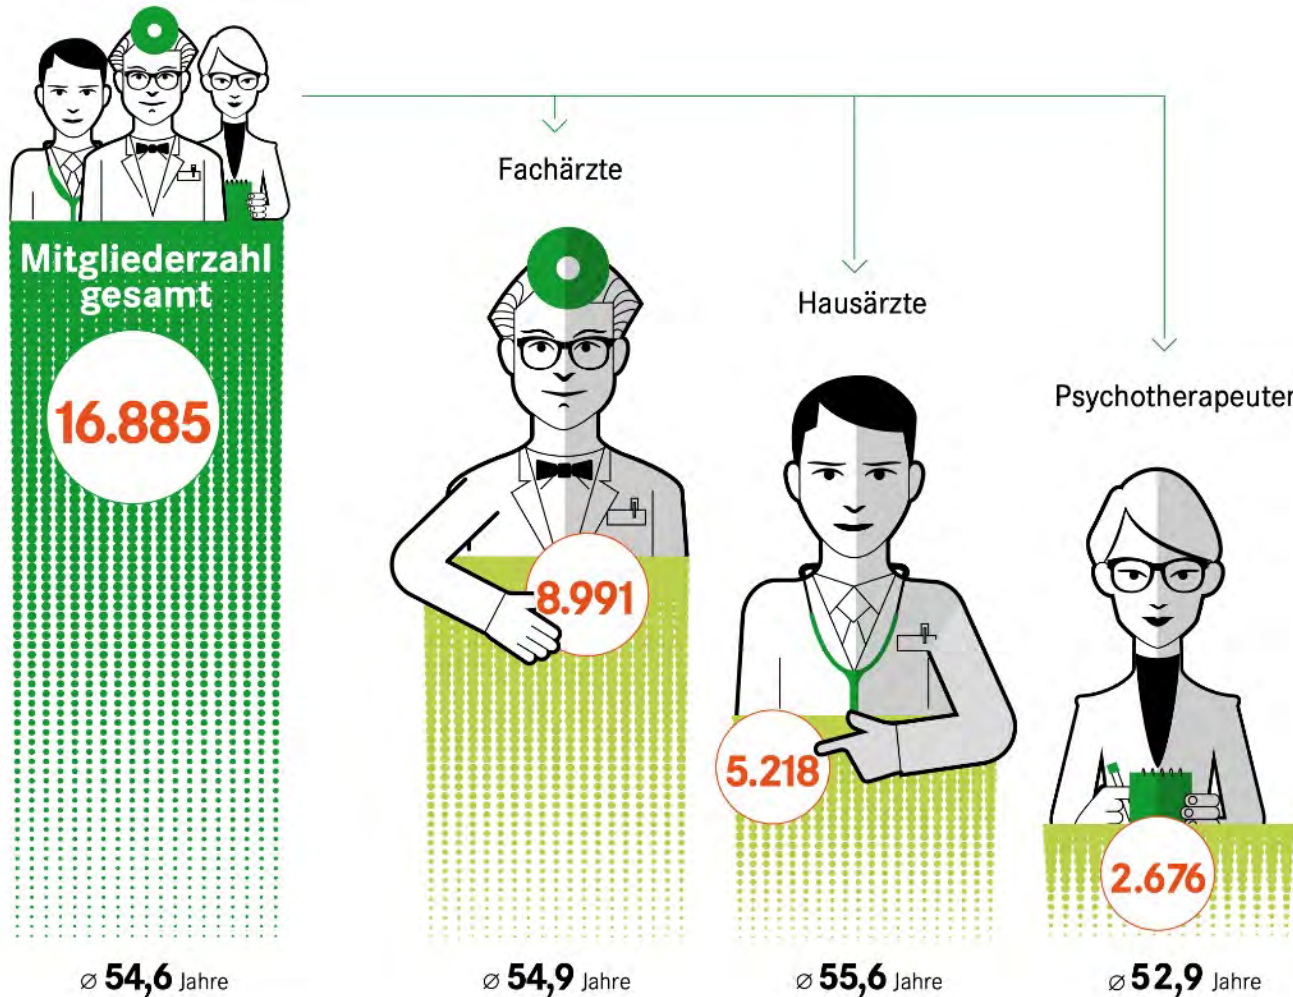 Mitgliederzahl
gesamt
16.885
ø 54,6 Jahre
Fachärzte
8.991
ø 54,9 Jahre
Hausärzte
5.218
ø 55,6 Jahre
Psychotherapeuten
2.676
ø 52,9 Jahre